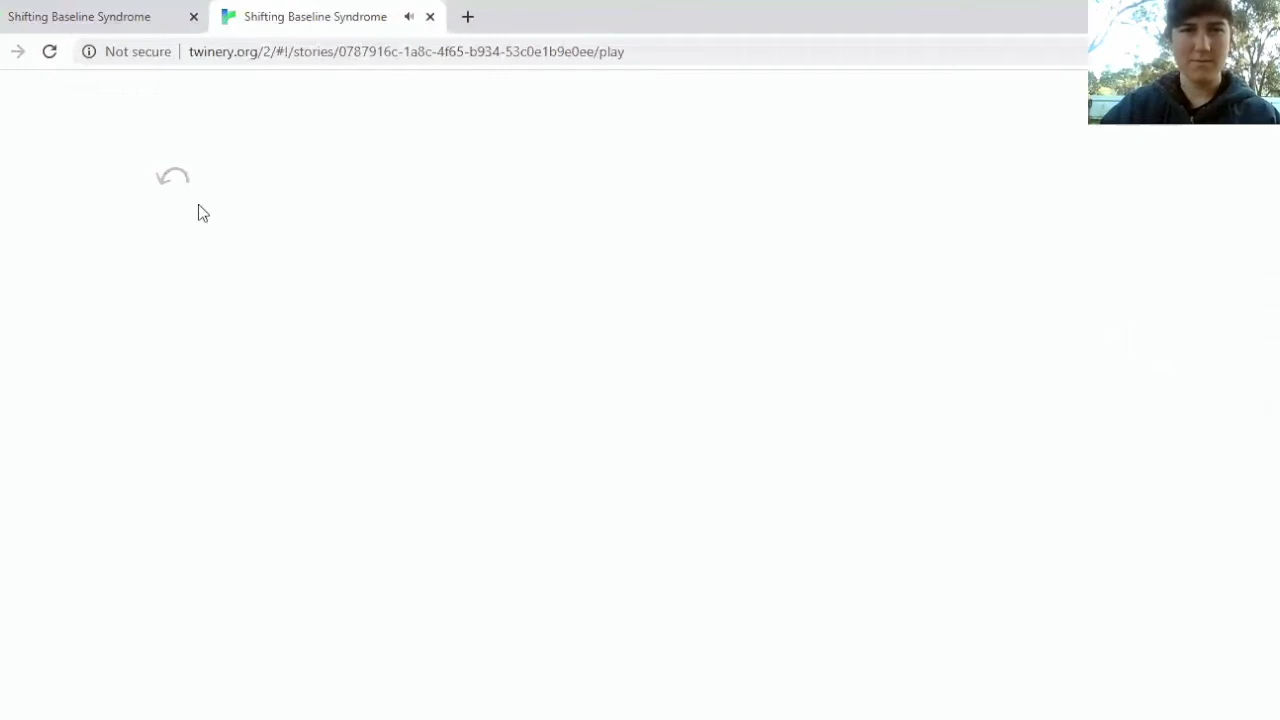 Shifting Baseline Syndrome
Shifting Baseline Syndrome
Not secure
twinery.org/2/#!/stories/0787916c-1a8c-4f65-b934-53c0e1b9e0ee/play